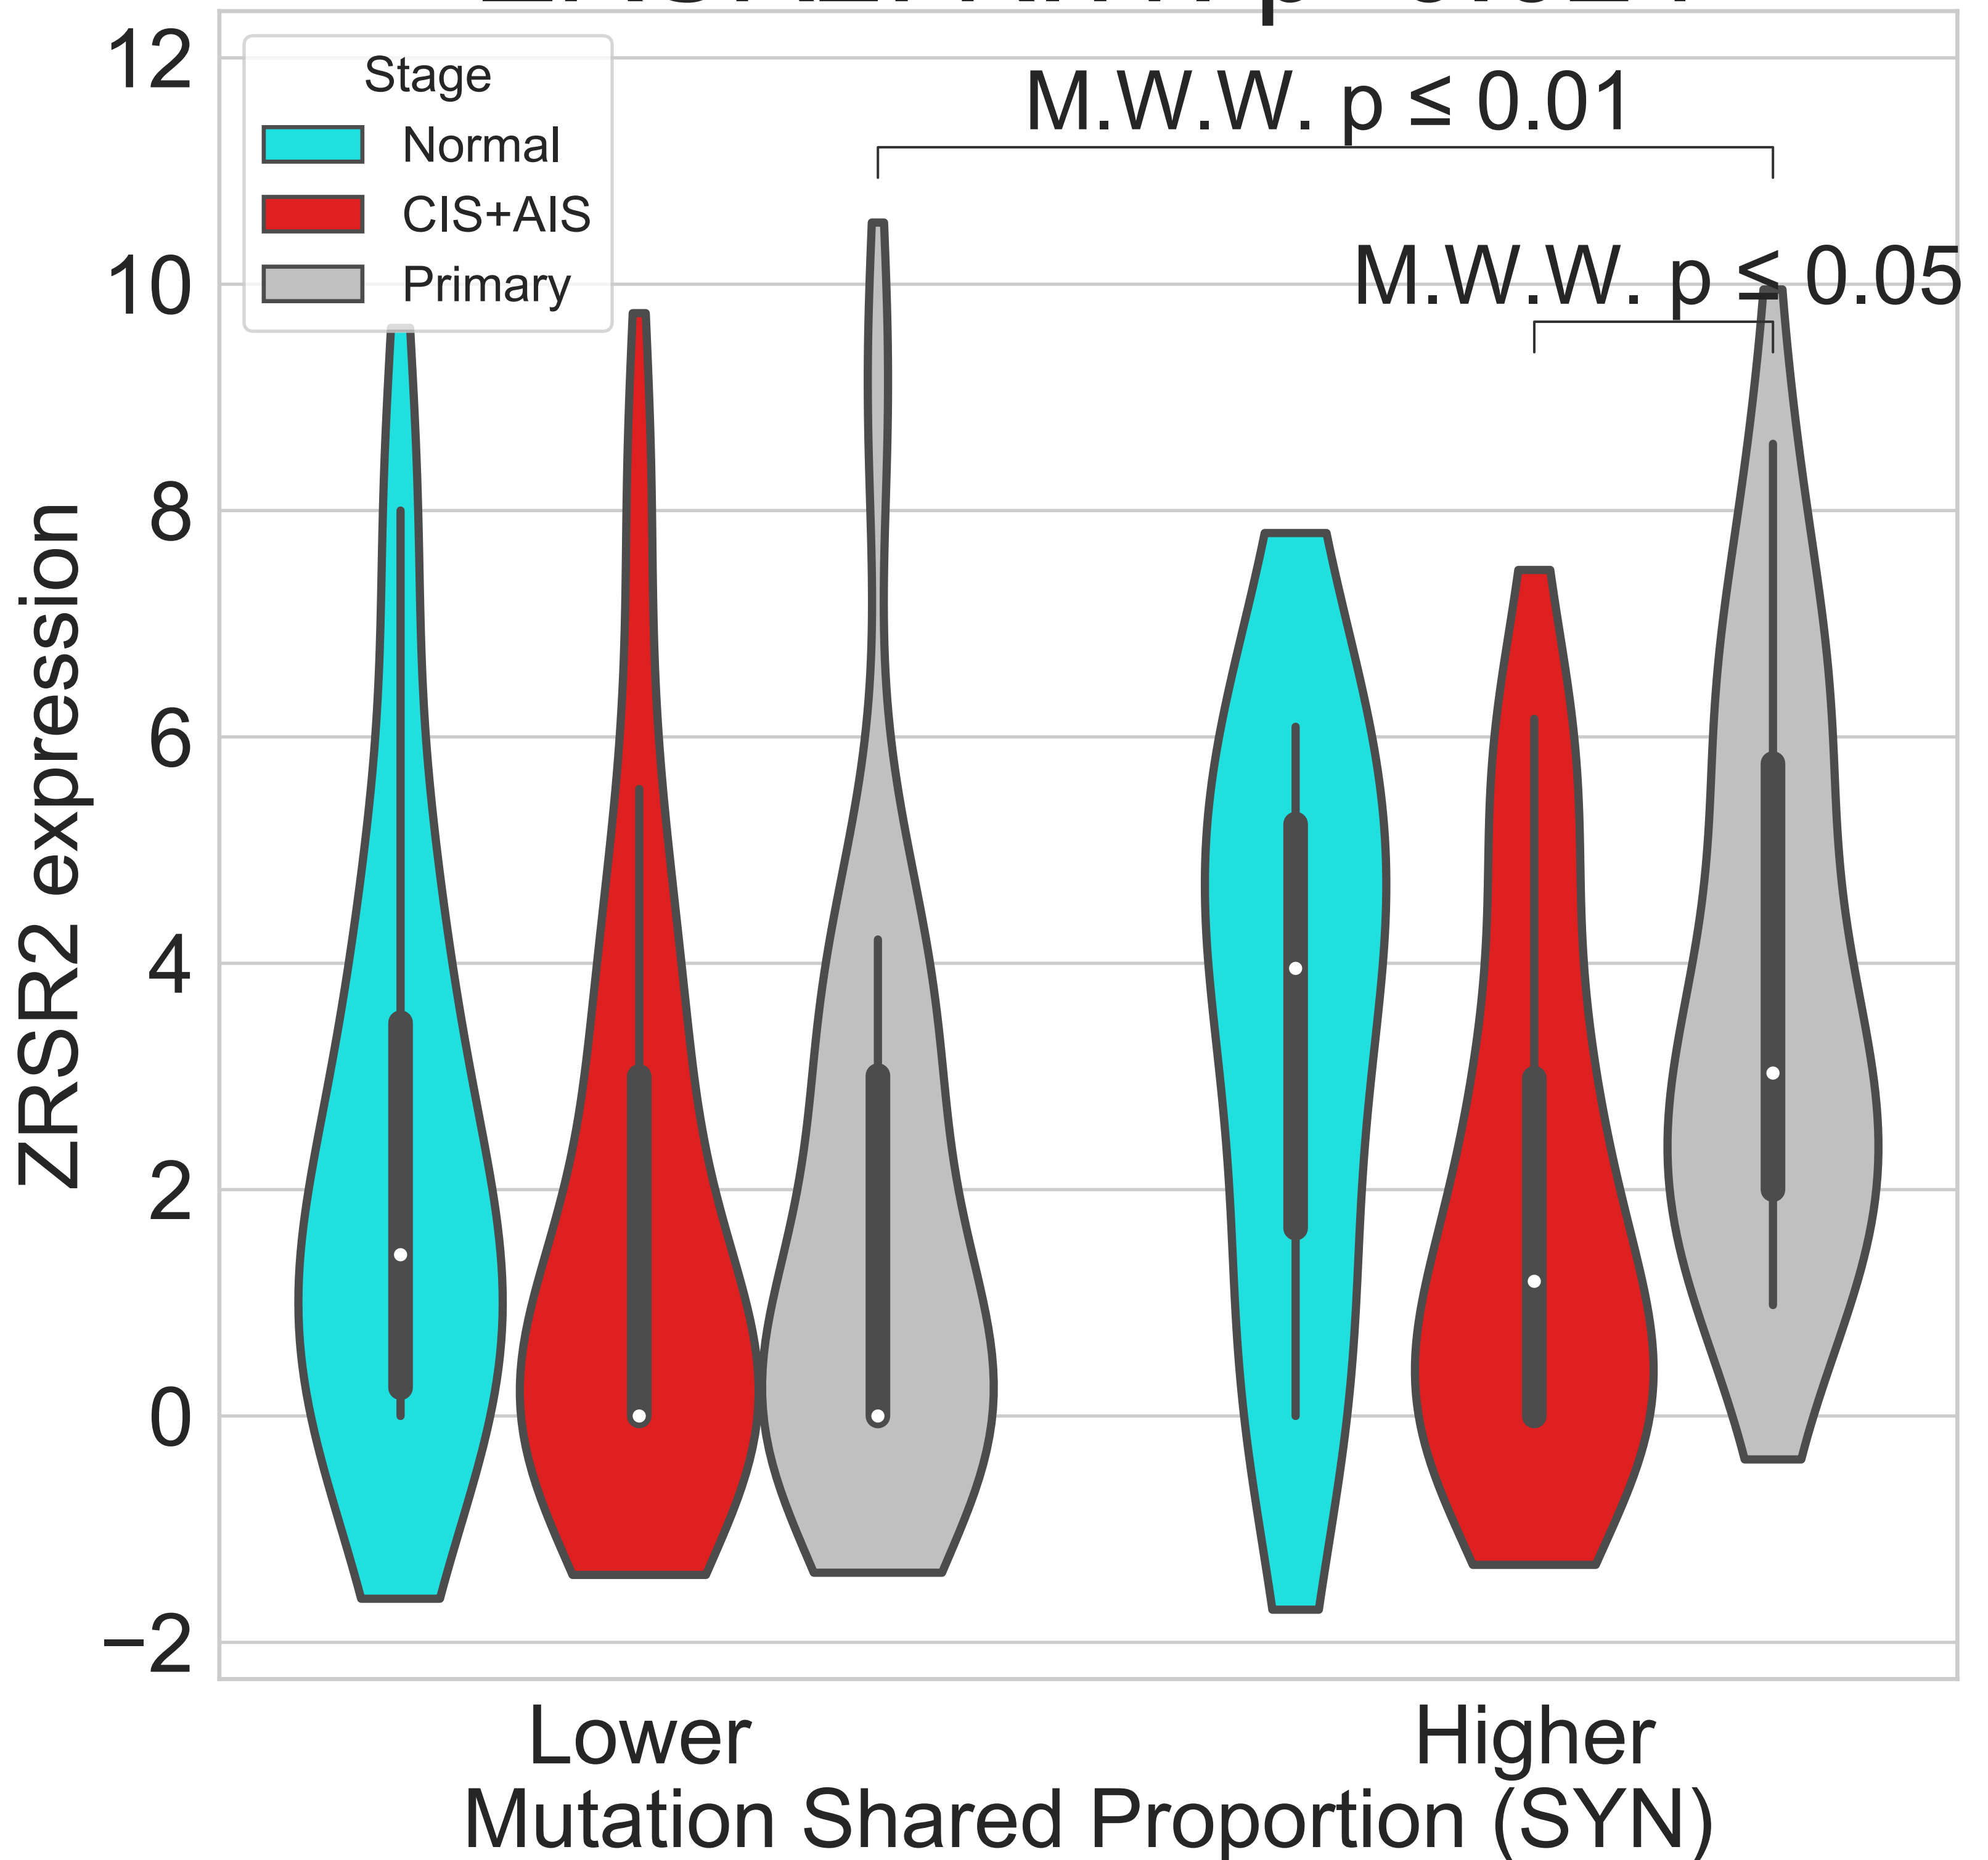 12
10
8
6
4
2
0
−2
ZRSR2 expression
Stage
Normal
CIS+AIS
Primary
M.W.W. p ≤ 0.01
M.W.W. p ≤ 0.05
Lower
Higher
Mutation Shared Proportion (SYN)